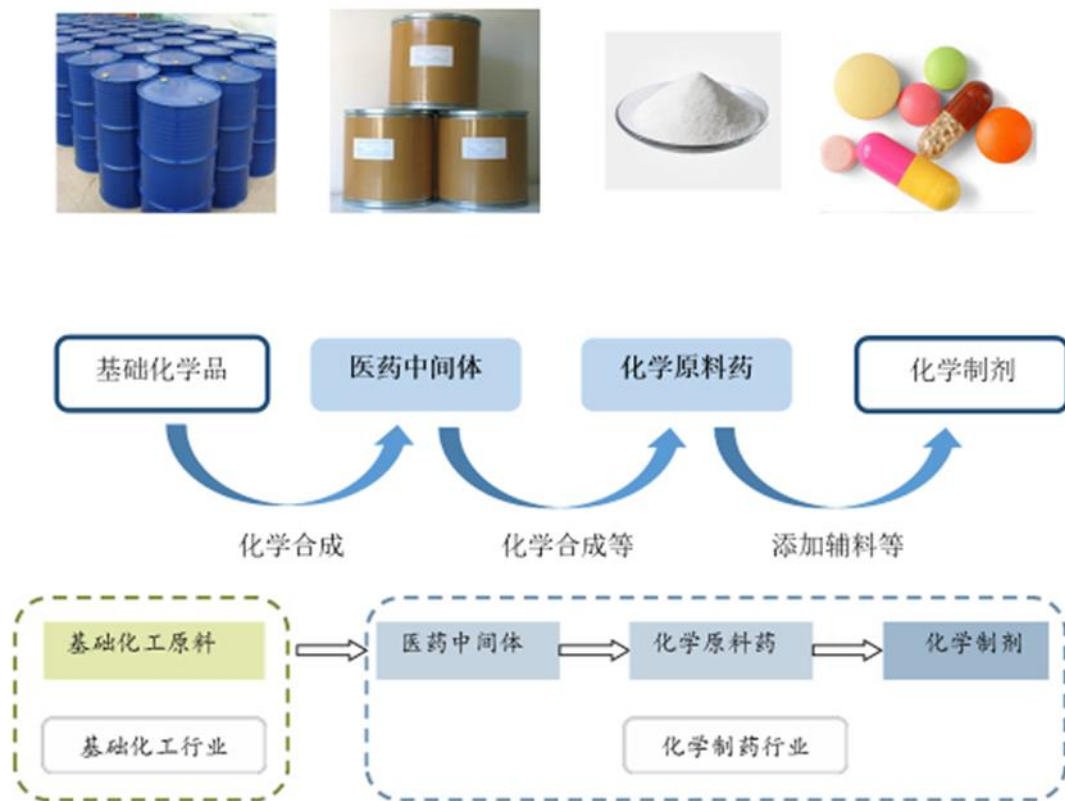 基础化学品
医药中间体
化学原料药
化学制剂
化学合成
化学合成等
添加辅料等
基础化工原料
医药中间体
化学原料药
化学制剂
基础化工行业
化学制药行业